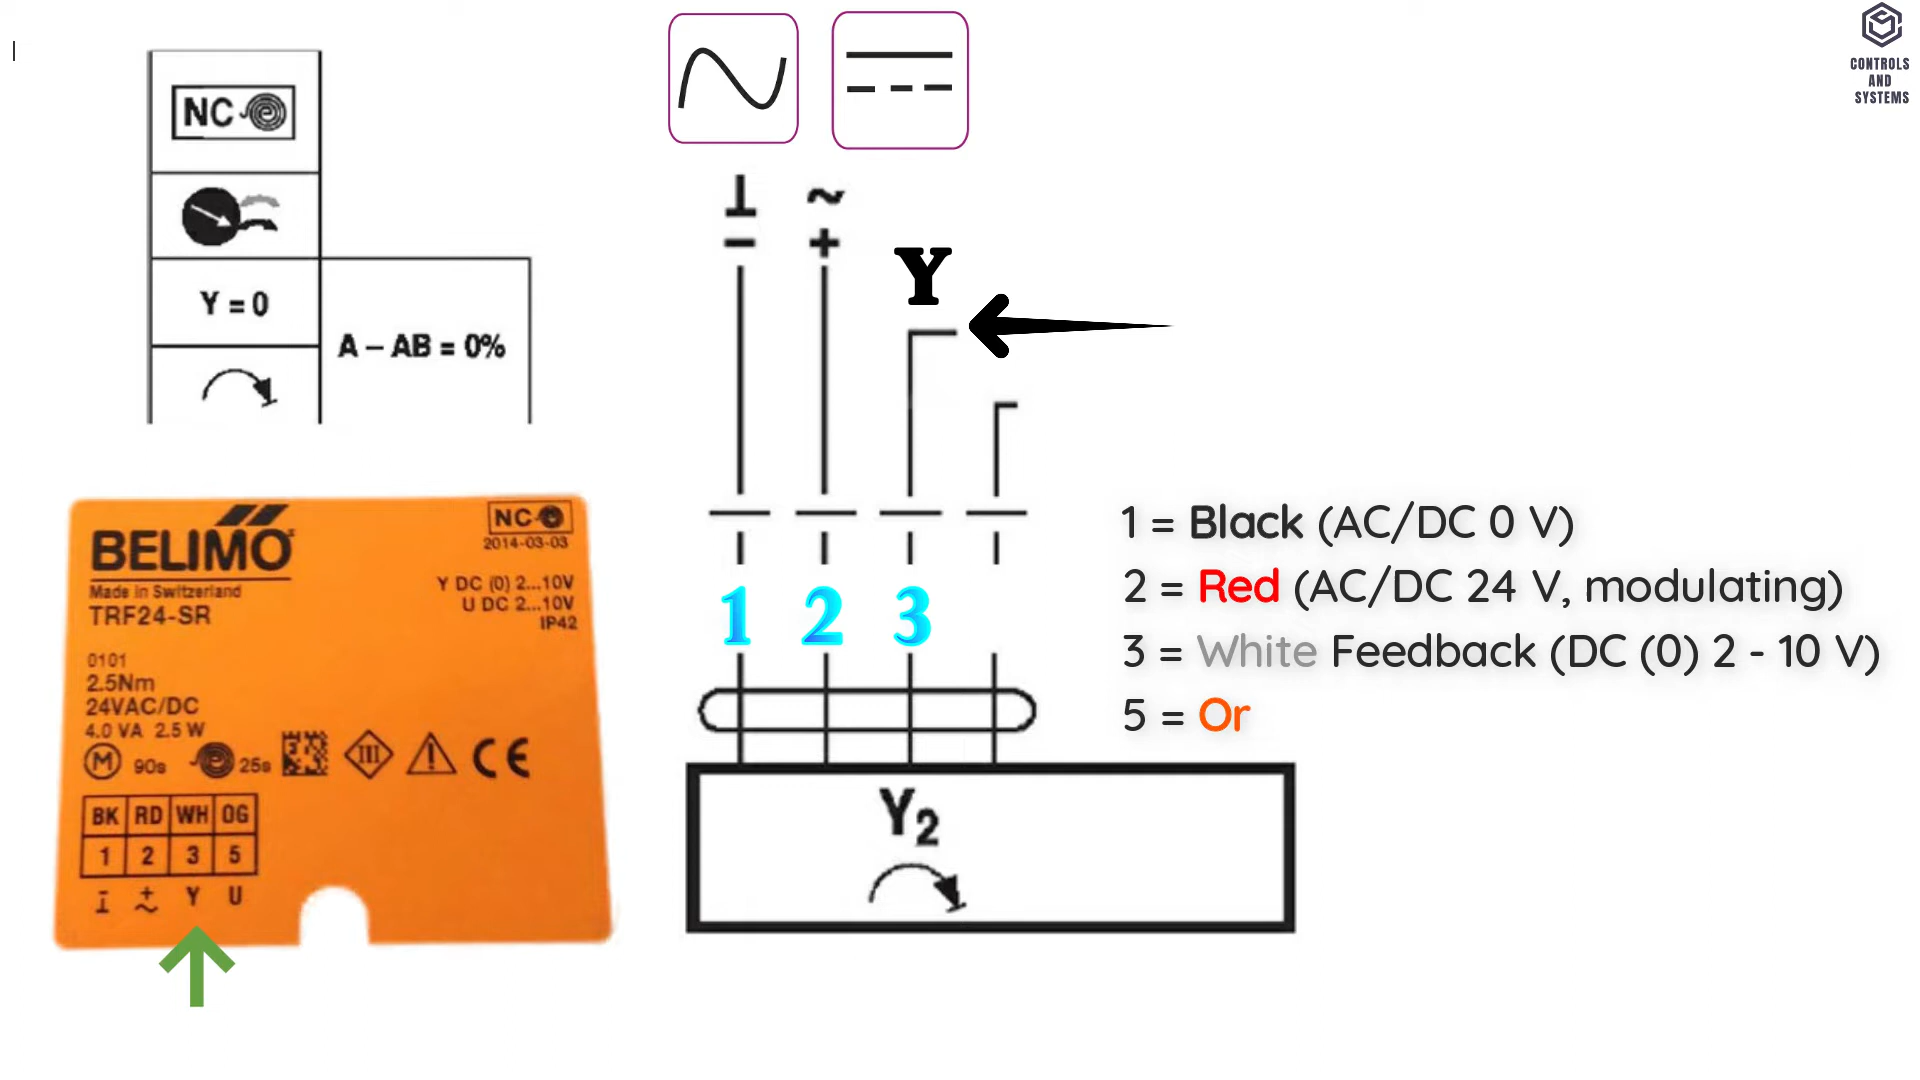 CONTROLS
AND
SYSTEMS
NC
Y = 0
A – AB = 0%
⊥ ~
– +
Y
1 2 3
Y2
1 = Black (AC/DC 0 V)
2 = Red (AC/DC 24 V, modulating)
3 = White Feedback (DC (0) 2 - 10 V)
5 = Or
BELIMO
Made in Switzerland
TRF24-SR
NC
2014-03-03
Y DC (0) 2...10V
U DC 2...10V
IP42
0101
2.5Nm
24VAC/DC
4.0 VA 2.5 W
M 90s 25s III CE
BK RD WH OG
1 2 3 5
Y U